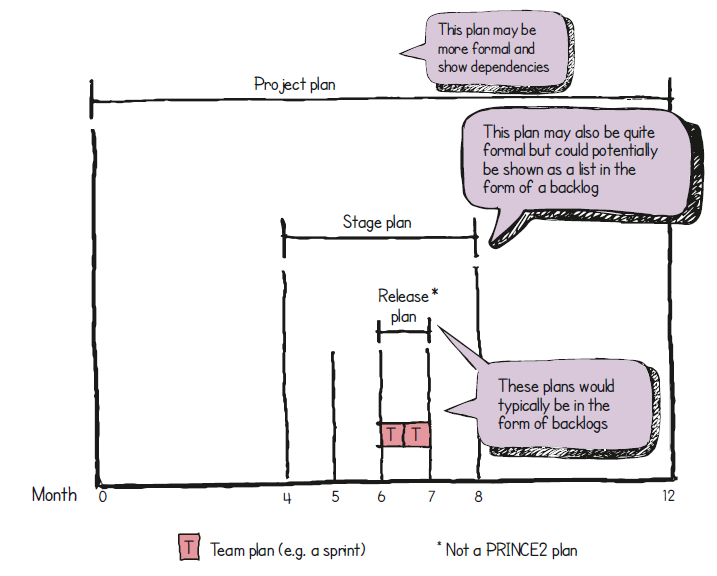 This plan may be
more formal and
show dependencies
Project plan
This plan may also be quite
formal but could potentially
be shown as a list in the
form of a backlog
Stage plan
Release *
plan
These plans would
typically be in the
form of backlogs
T T
Month 0 4 5 6 7 8 12
T Team plan (e.g. a sprint) * Not a PRINCE2 plan